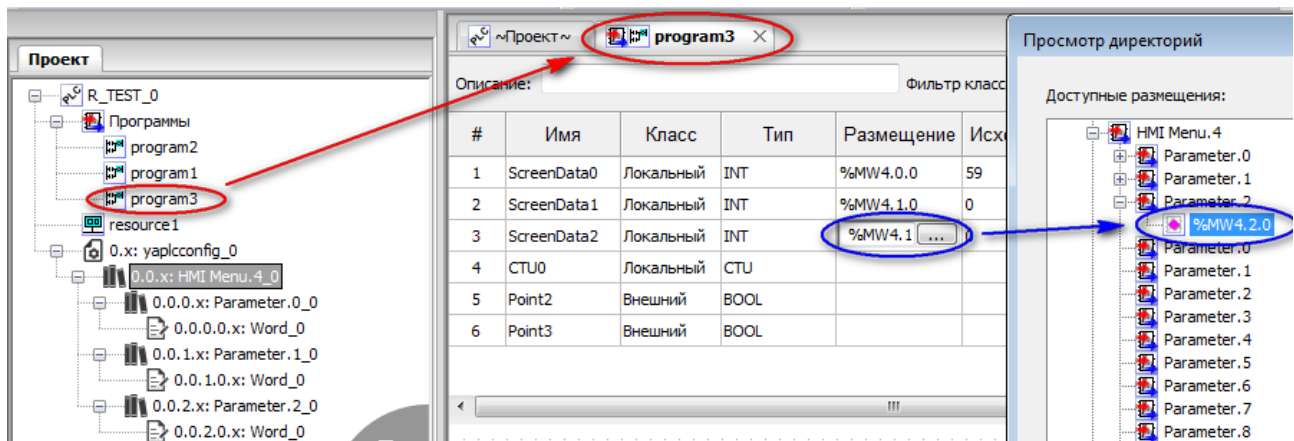 Проект
R_TEST_0
Программы
program2
program1
program3
resource1
0.x: yaplcconfig_0
0.0.x: HMI Menu.4_0
0.0.0.x: Parameter.0_0
0.0.0.0.x: Word_0
0.0.1.x: Parameter.1_0
0.0.1.0.x: Word_0
0.0.2.x: Parameter.2_0
0.0.2.0.x: Word_0
~Проект~ program3
Описание: Фильтр класс
# Имя Класс Тип Размещение Исх
1 ScreenData0 Локальный INT %MW4.0.0 59
2 ScreenData1 Локальный INT %MW4.1.0 0
3 ScreenData2 Локальный INT %MW4.1 ... 0
4 CTU0 Локальный CTU
5 Point2 Внешний BOOL
6 Point3 Внешний BOOL
Просмотр директорий
Доступные размещения:
HMI Menu.4
Parameter.0
Parameter.1
Parameter.2
%MW4.2.0
Parameter.0
Parameter.1
Parameter.2
Parameter.3
Parameter.4
Parameter.5
Parameter.6
Parameter.7
Parameter.8